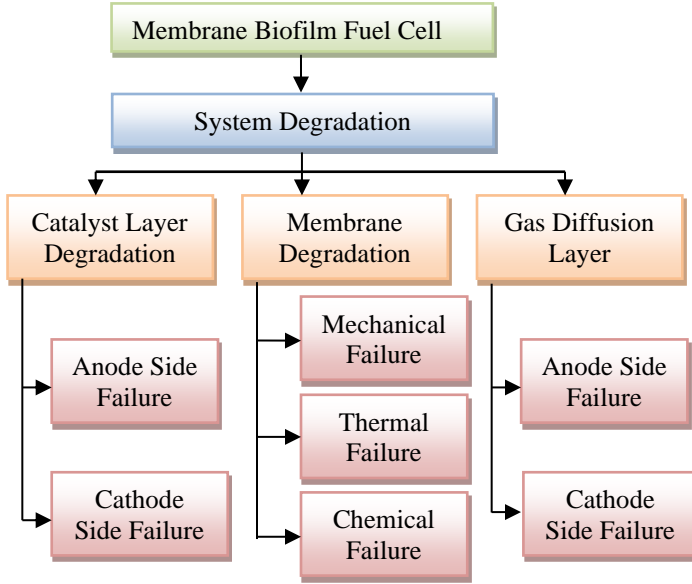 Membrane Biofilm Fuel Cell
System Degradation
Catalyst Layer
Degradation
Membrane
Degradation
Gas Diffusion
Layer
Anode Side
Failure
Cathode
Side Failure
Mechanical
Failure
Thermal
Failure
Chemical
Failure
Anode Side
Failure
Cathode
Side Failure